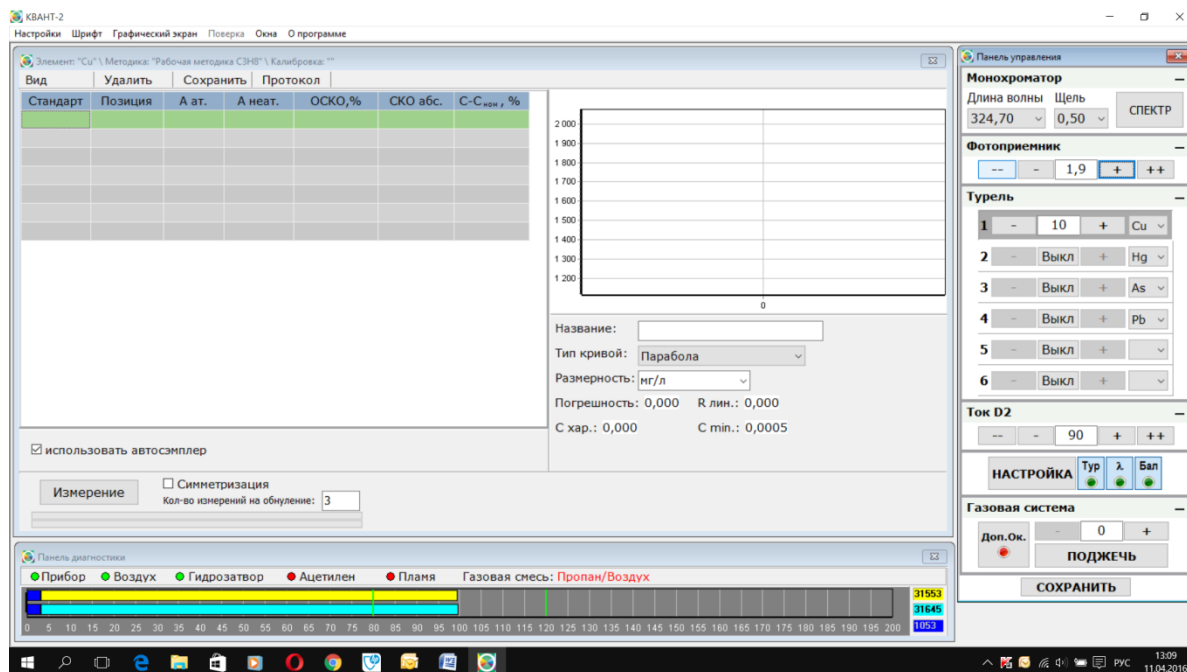 КВАНТ-2
Настройки Шрифт Графический экран Поверка Окна О программе
Элемент: "Cu" \ Методика: "Рабочая методика C3H8" \ Калибровка: ""
Вид Удалить Сохранить Протокол
Стандарт Позиция А ат. А неат. ОСКО,% СКО абс. С-Сном, %
2 000
1 900
1 800
1 700
1 600
1 500
1 400
1 300
1 200
0
Название:
Тип кривой: Парабола
Размерность: мг/л
Погрешность: 0,000 R лин.: 0,000
С хар.: 0,000 C min.: 0,0005
использовать автосэмплер
Измерение
Симметризация
Кол-во измерений на обнуление: 3
Панель диагностики
Прибор Воздух Гидрозатвор Ацетилен Пламя Газовая смесь: Пропан/Воздух
31553
31645
1053
0 5 10 15 20 25 30 35 40 45 50 55 60 65 70 75 80 85 90 95 100 105 110 115 120 125 130 135 140 145 150 155 160 165 170 175 180 185 190 195 200
Панель управления
Монохроматор
Длина волны Щель
324,70 0,50 СПЕКТР
Фотоприемник
-- - 1,9 + ++
Турель
1 - 10 + Cu
2 - Выкл + Hg
3 - Выкл + As
4 - Выкл + Pb
5 - Выкл +
6 - Выкл +
Ток D2
-- - 90 + ++
НАСТРОЙКА Тур λ Бал
Газовая система
Доп.Ок. - 0 +
ПОДЖЕЧЬ
СОХРАНИТЬ
РУС
13:09
11.04.2016